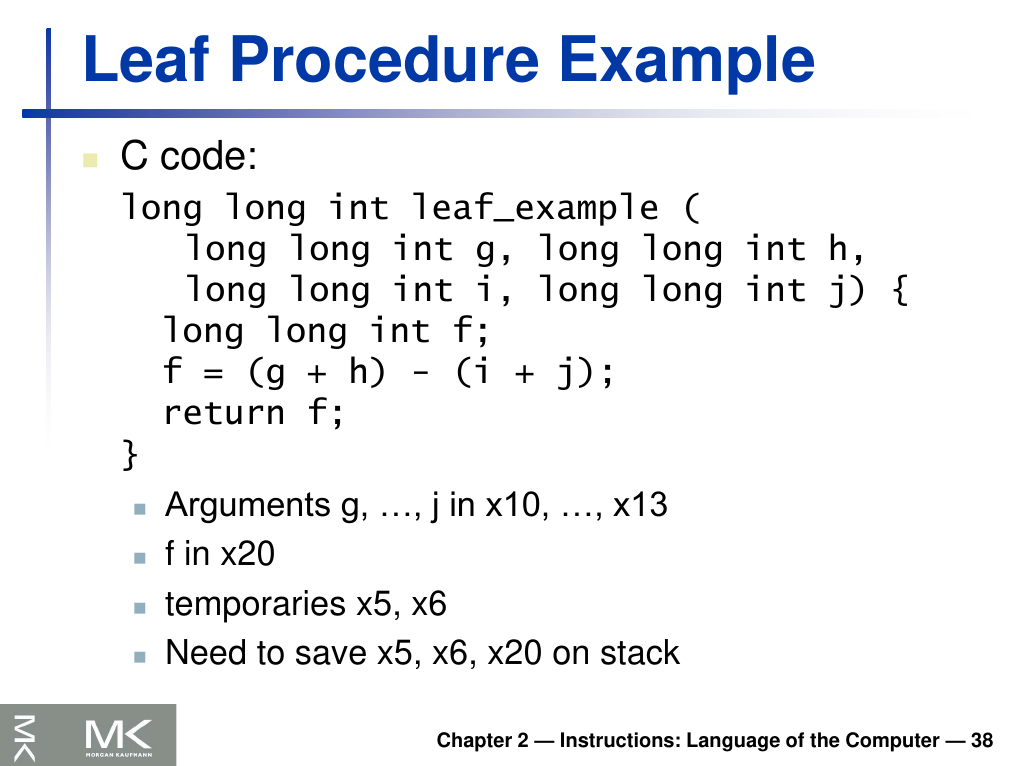 Leaf Procedure Example
C code:
long long int leaf_example (
long long int g, long long int h,
long long int i, long long int j) {
long long int f;
f = (g + h) - (i + j);
return f;
}
Arguments g, …, j in x10, …, x13
f in x20
temporaries x5, x6
Need to save x5, x6, x20 on stack
MK
MK
MORGAN KAUFMANN
Chapter 2 — Instructions: Language of the Computer — 38